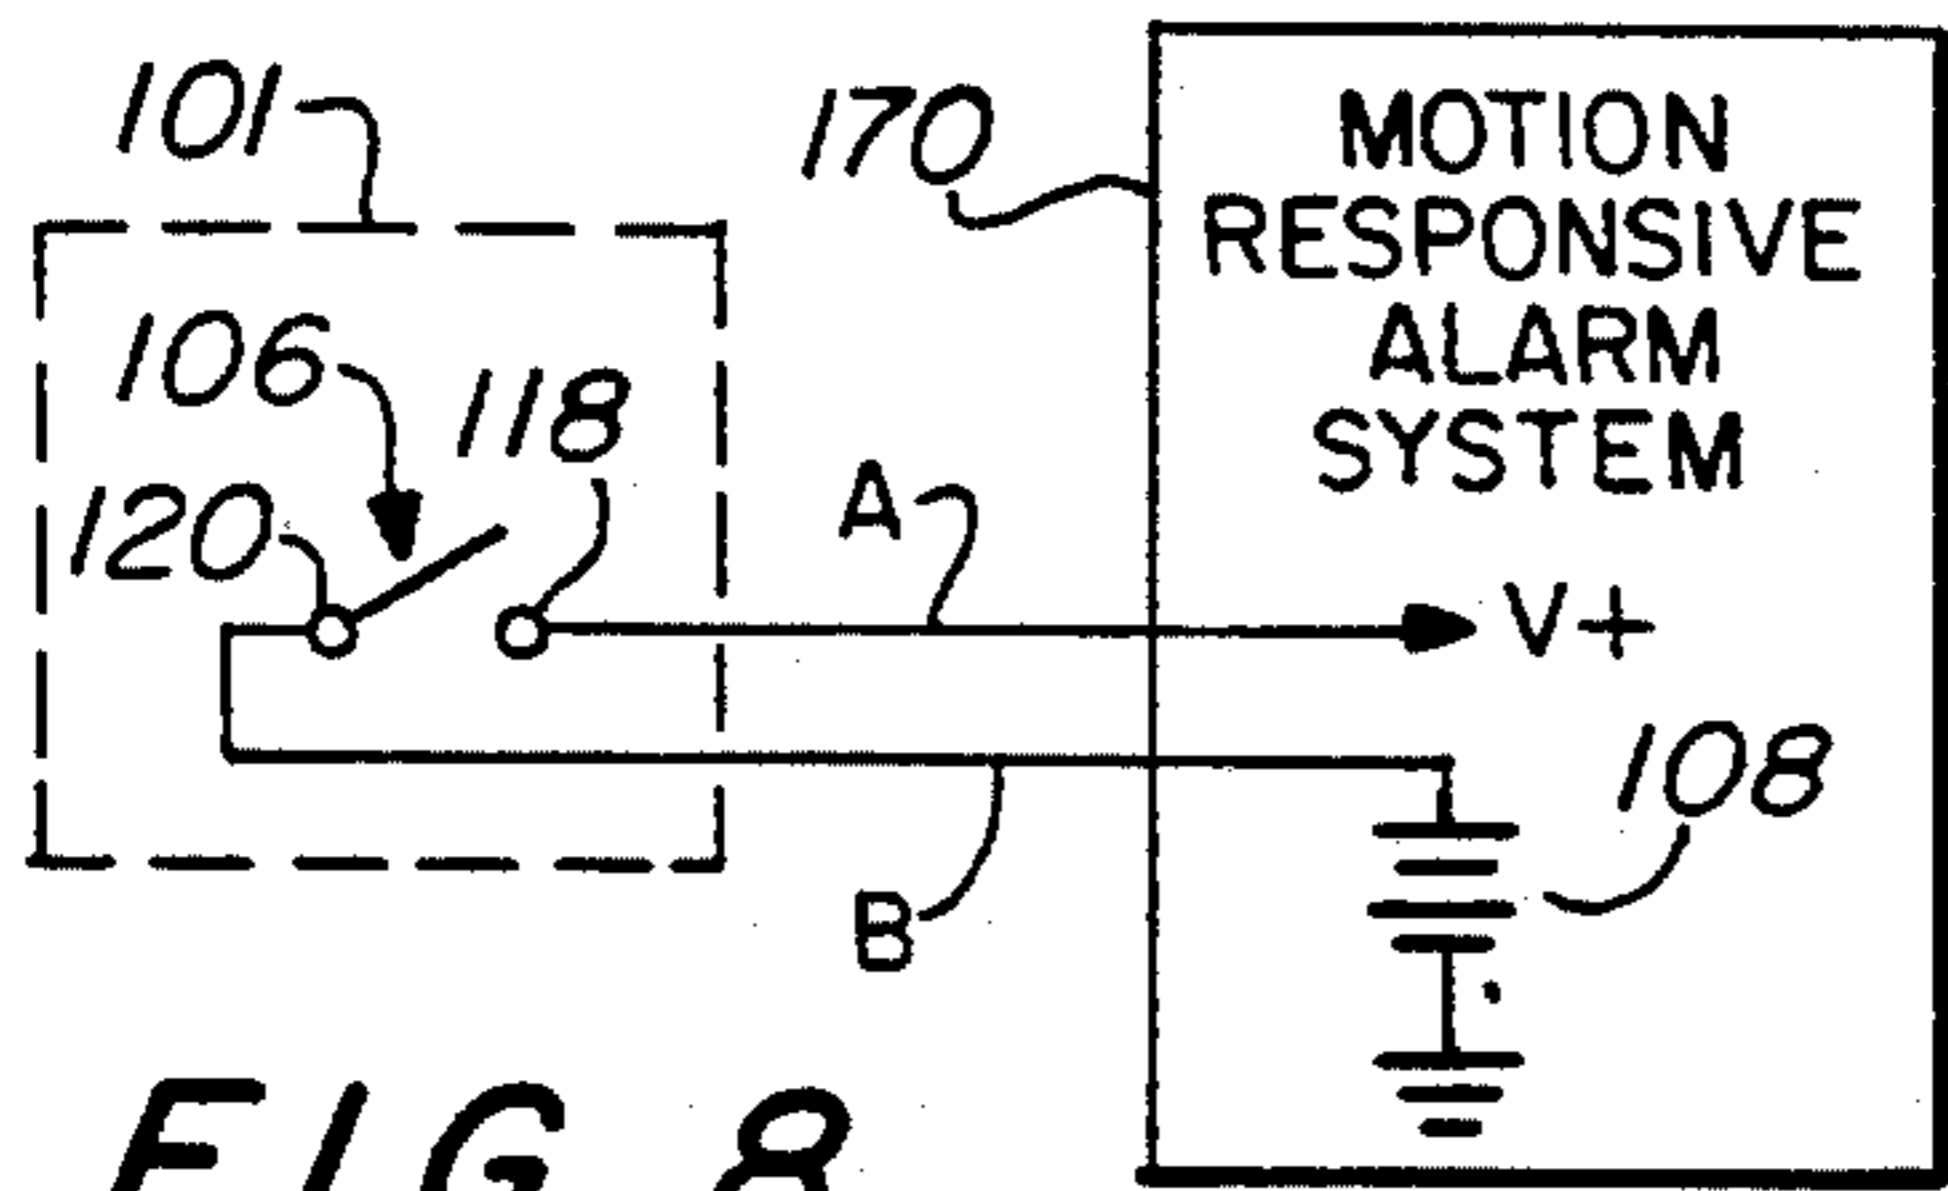 101
170
MOTION
RESPONSIVE
ALARM
SYSTEM
106
118
120
A
V+
108
B
FIG 8